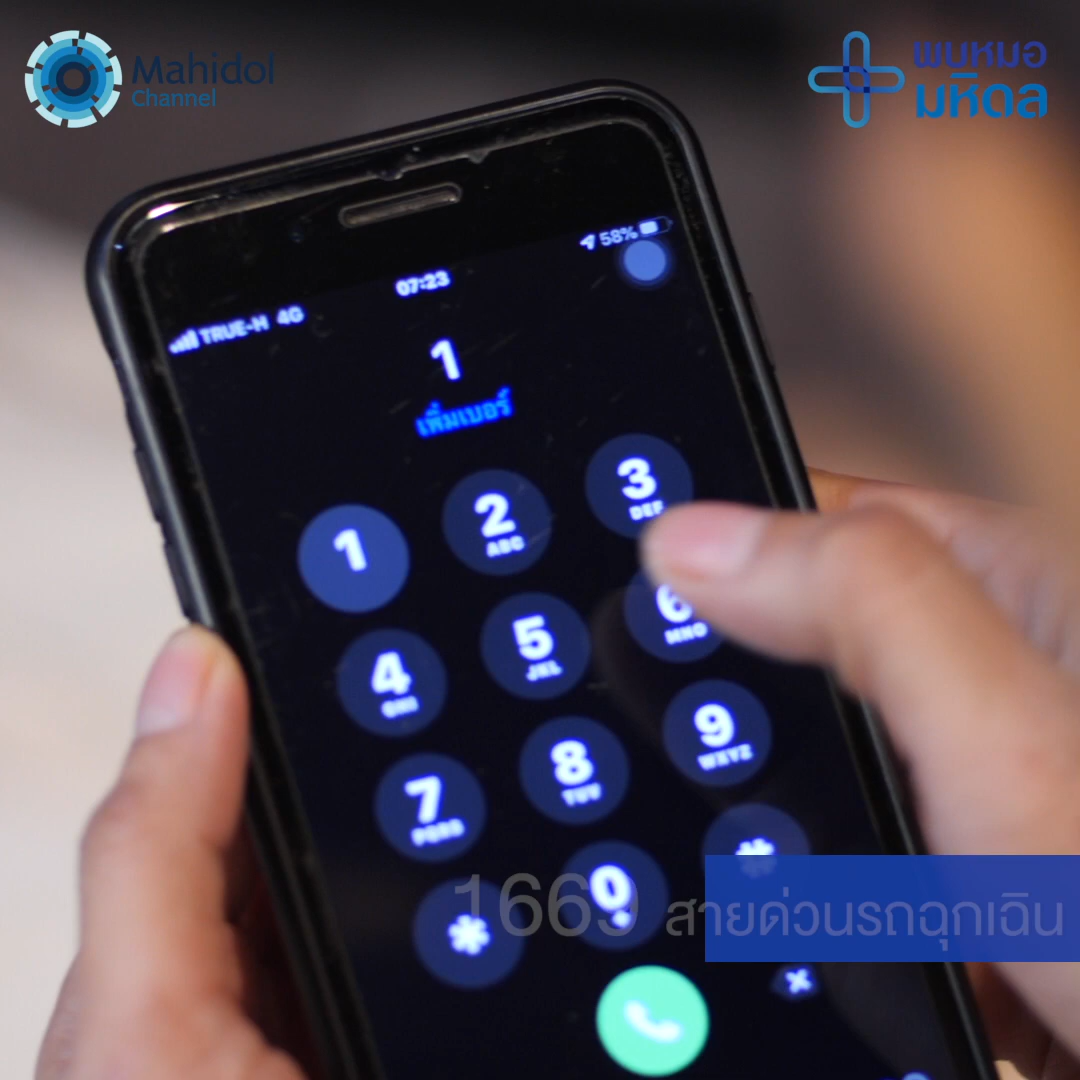 Mahidol
Channel
พบหมอ
มหิดล
TRUE-H 4G
07:23
58%
1
เพิ่มเบอร์
1
2
ABC
3
DEF
4
GHI
5
JKL
6
MNO
7
PQRS
8
TUV
9
WXYZ
*
0
+
#
1669 สายด่วนรถฉุกเฉิน